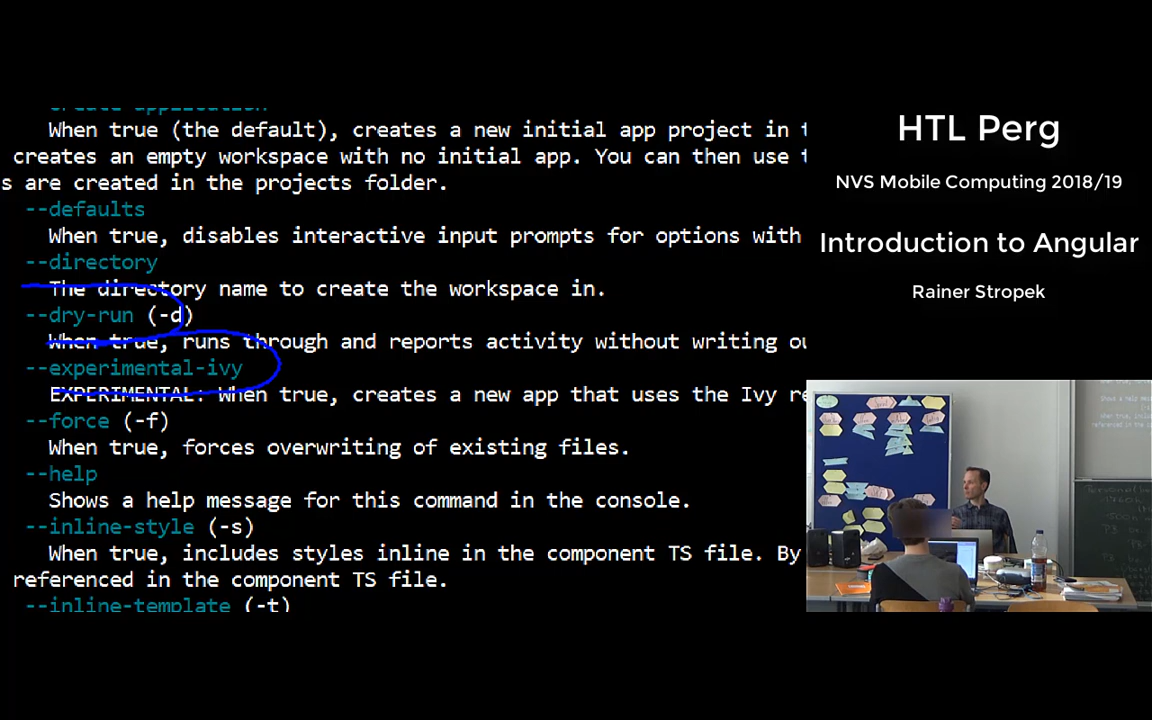 create-application
When true (the default), creates a new initial app project in t
creates an empty workspace with no initial app. You can then use t
s are created in the projects folder.
--defaults
When true, disables interactive input prompts for options with
--directory
The directory name to create the workspace in.
--dry-run (-d)
When true, runs through and reports activity without writing ou
--experimental-ivy
EXPERIMENTAL: When true, creates a new app that uses the Ivy re
--force (-f)
When true, forces overwriting of existing files.
--help
Shows a help message for this command in the console.
--inline-style (-s)
When true, includes styles inline in the component TS file. By
referenced in the component TS file.
--inline-template (-t)
HTL Perg
NVS Mobile Computing 2018/19
Introduction to Angular
Rainer Stropek